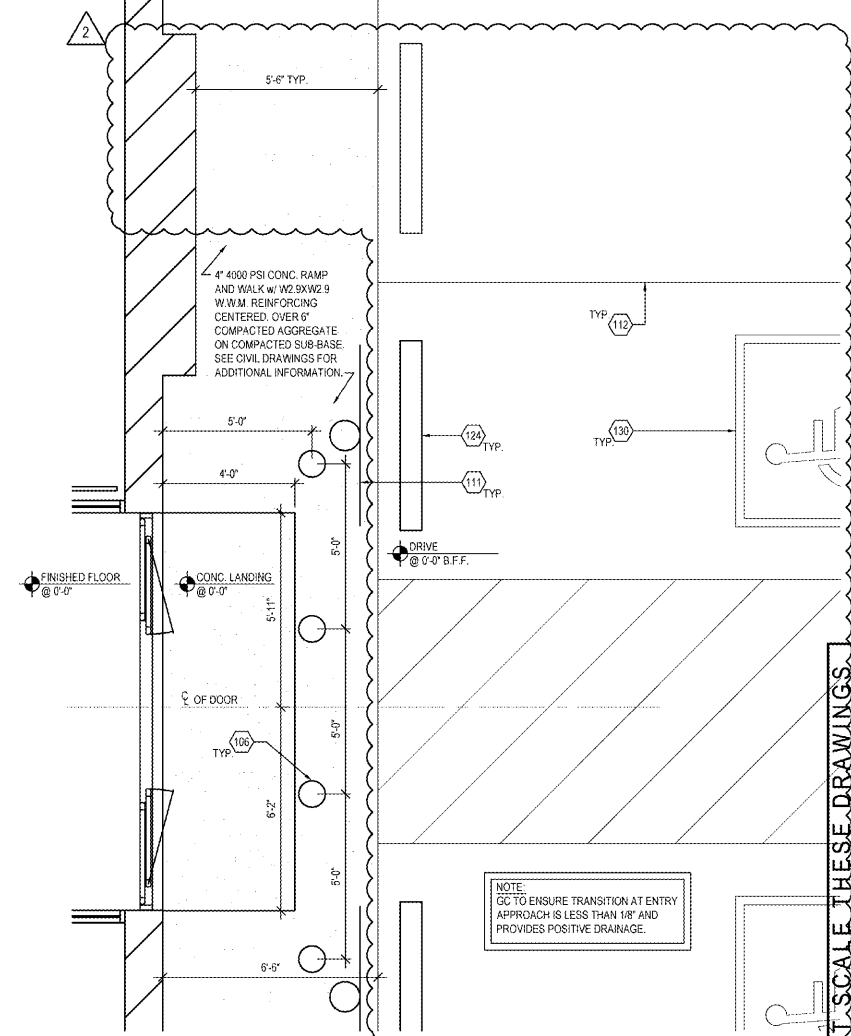 2
5'-6" TYP.
4" 4000 PSI CONC. RAMP
AND WALK w/ W2.9XW2.9
W.W.M. REINFORCING
CENTERED. OVER 6"
COMPACTED AGGREGATE
ON COMPACTED SUB-BASE.
SEE CIVIL DRAWINGS FOR
ADDITIONAL INFORMATION.
TYP.
112
5'-0"
124
TYP.
TYP.
130
4'-0"
111
TYP.
5'-0"
DRIVE
@ 0'-0" B.F.F.
FINISHED FLOOR
@ 0'-0"
CONC. LANDING
@ 0'-0"
5'-11"
℄ OF DOOR
106
TYP.
5'-0"
6'-2"
5'-0"
NOTE:
GC TO ENSURE TRANSITION AT ENTRY
APPROACH IS LESS THAN 1/8" AND
PROVIDES POSITIVE DRAINAGE.
6'-6"
T SCALE THESE DRAWINGS